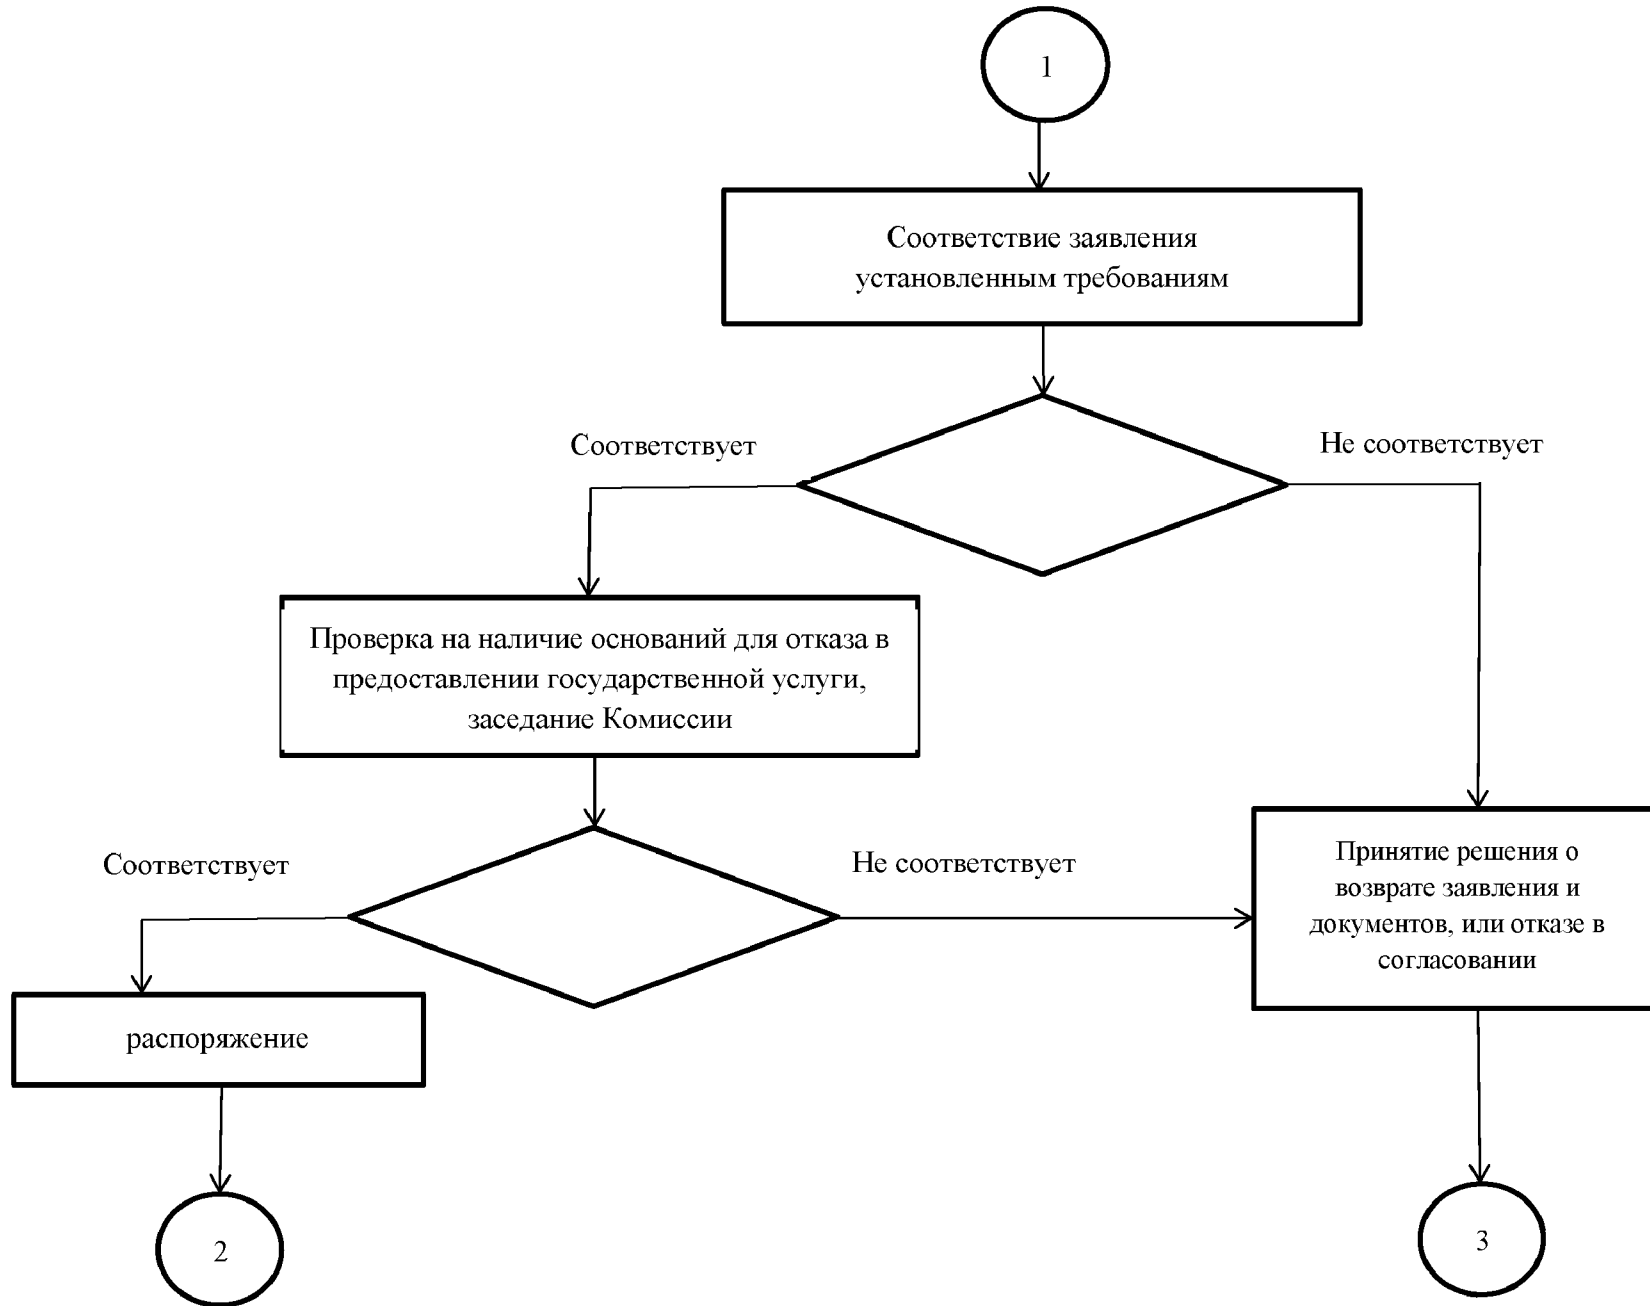 1
Соответствие заявления
установленным требованиям
Соответствует
Не соответствует
Проверка на наличие оснований для отказа в
предоставлении государственной услуги,
заседание Комиссии
Соответствует
Не соответствует
Принятие решения о
возврате заявления и
документов, или отказе в
согласовании
распоряжение
2
3